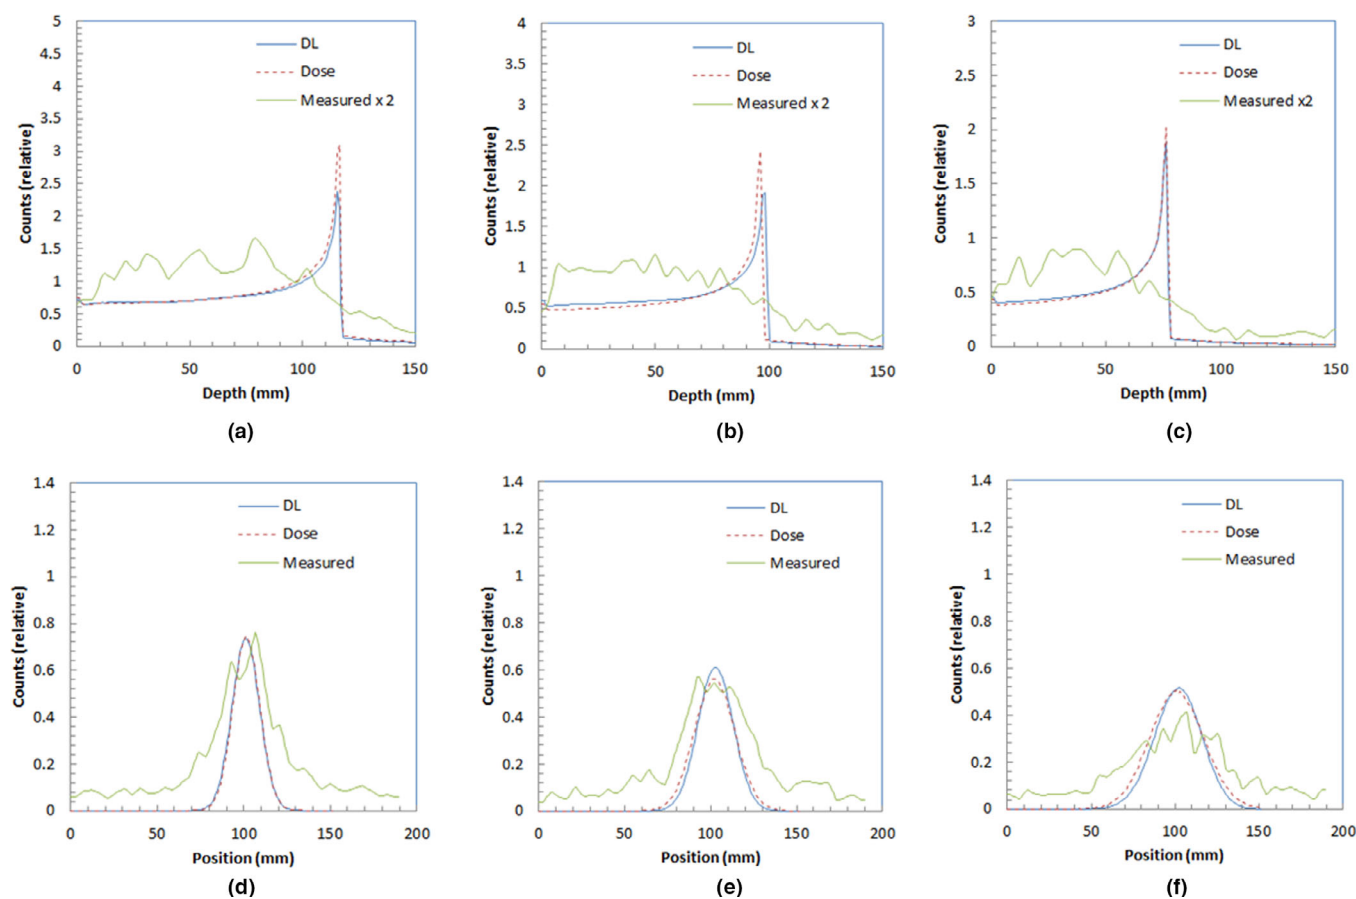 Counts (relative)
5
4.5
4
3.5
3
2.5
2
1.5
1
0.5
0
DL
Dose
Measured x 2
0
50
100
150
Depth (mm)
(a)
Counts (relative)
4
3.5
3
2.5
2
1.5
1
0.5
0
DL
Dose
Measured x 2
0
50
100
150
Depth (mm)
(b)
Counts (relative)
3
2.5
2
1.5
1
0.5
0
DL
Dose
Measured x2
0
50
100
150
Depth (mm)
(c)
Counts (relative)
1.4
1.2
1
0.8
0.6
0.4
0.2
0
DL
Dose
Measured
0
50
100
150
200
Position (mm)
(d)
Counts (relative)
1.4
1.2
1
0.8
0.6
0.4
0.2
0
DL
Dose
Measured
0
50
100
150
200
Position (mm)
(e)
Counts (relative)
1.4
1.2
1
0.8
0.6
0.4
0.2
0
DL
Dose
Measured
0
50
100
150
200
Position (mm)
(f)